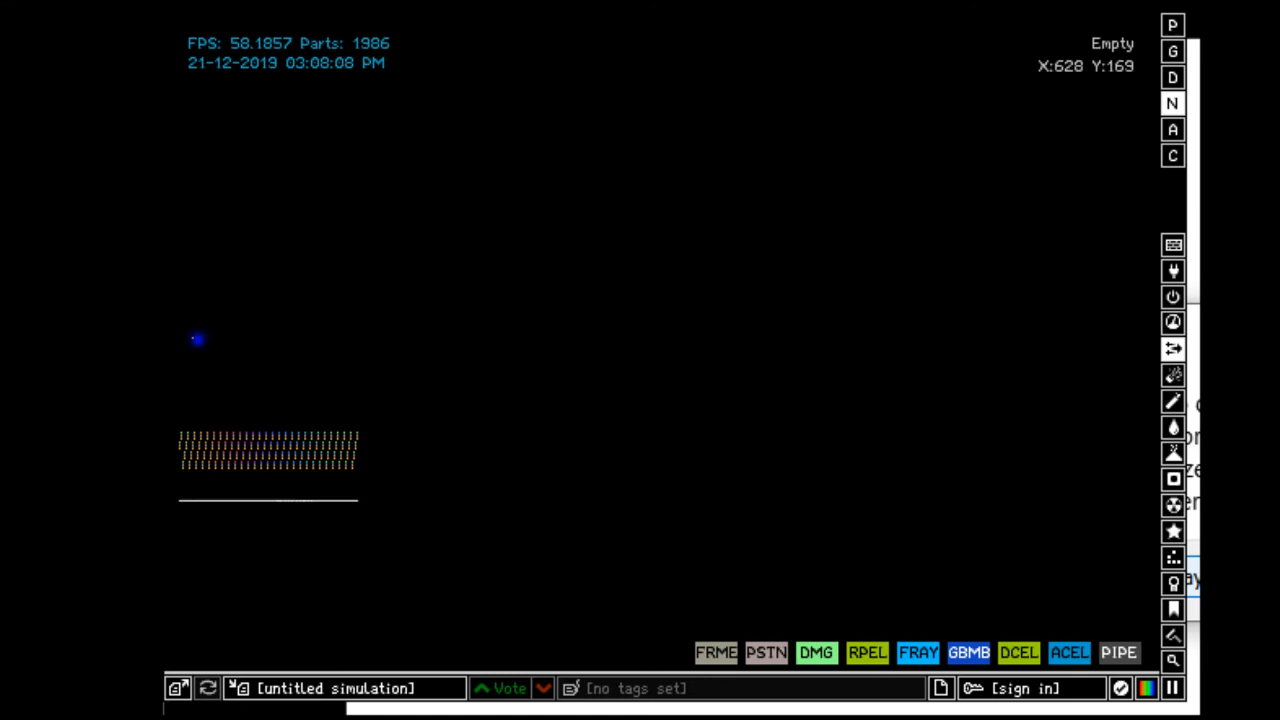 FPS: 58.1857 Parts: 1986
21-12-2019 03:08:08 PM
Empty
X:628 Y:169
P
G
D
N
A
C
FRME PSTN DMG RPEL FRAY GBMB DCEL ACEL PIPE
[untitled simulation] Vote [no tags set] [sign in]